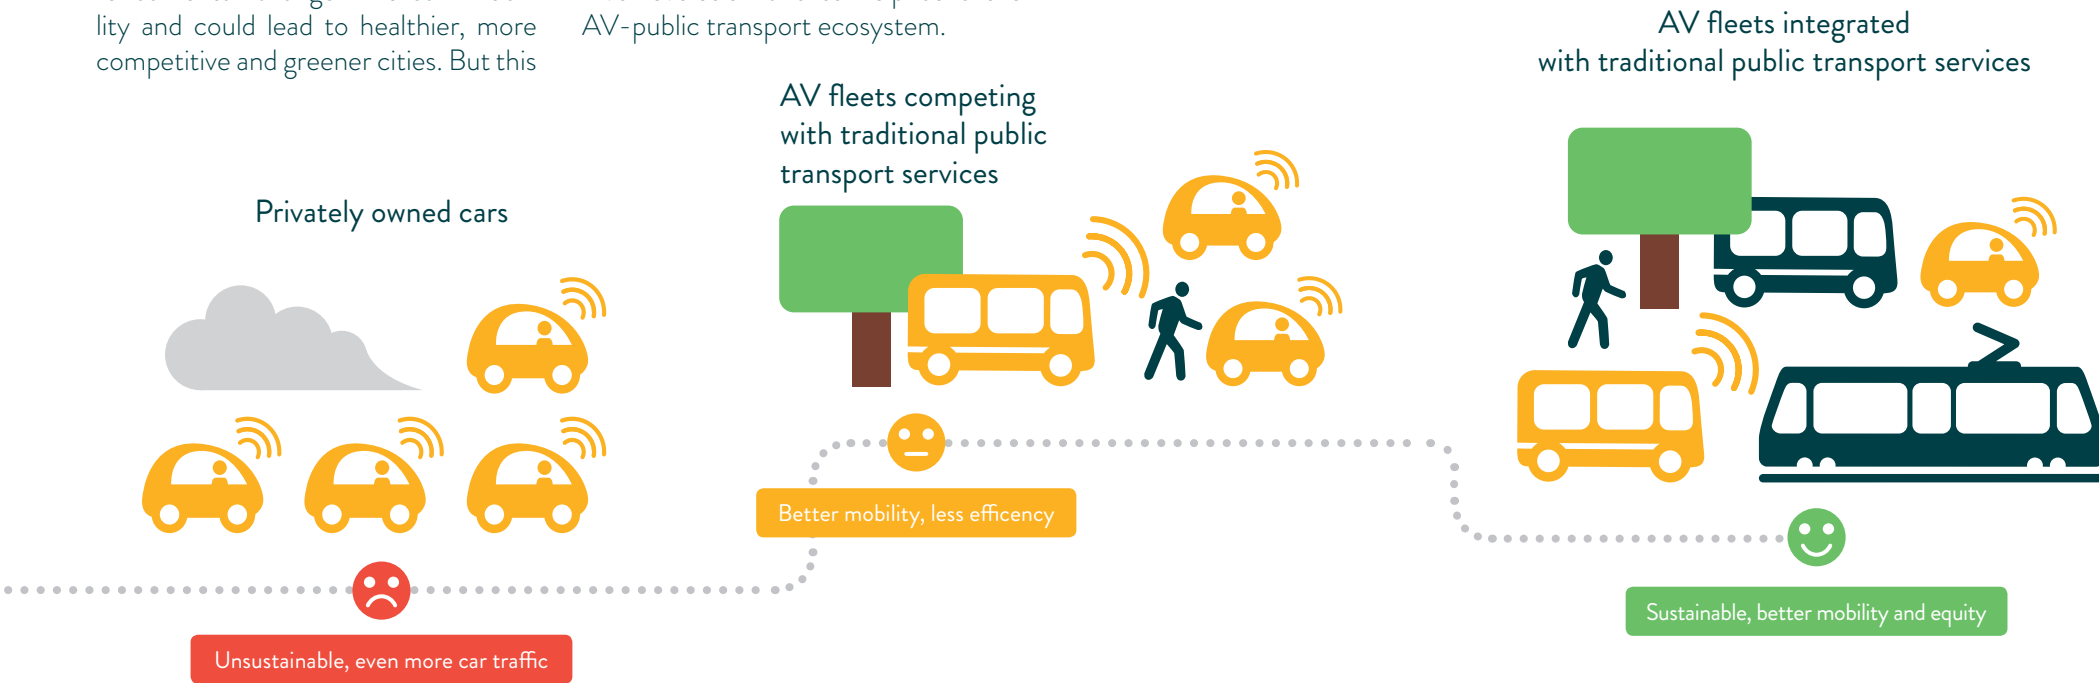 lity and could lead to healthier, more
competitive and greener cities. But this
AV-public transport ecosystem.
Privately owned cars
Unsustainable, even more car traffic
AV fleets competing
with traditional public
transport services
Better mobility, less efficency
AV fleets integrated
with traditional public transport services
Sustainable, better mobility and equity